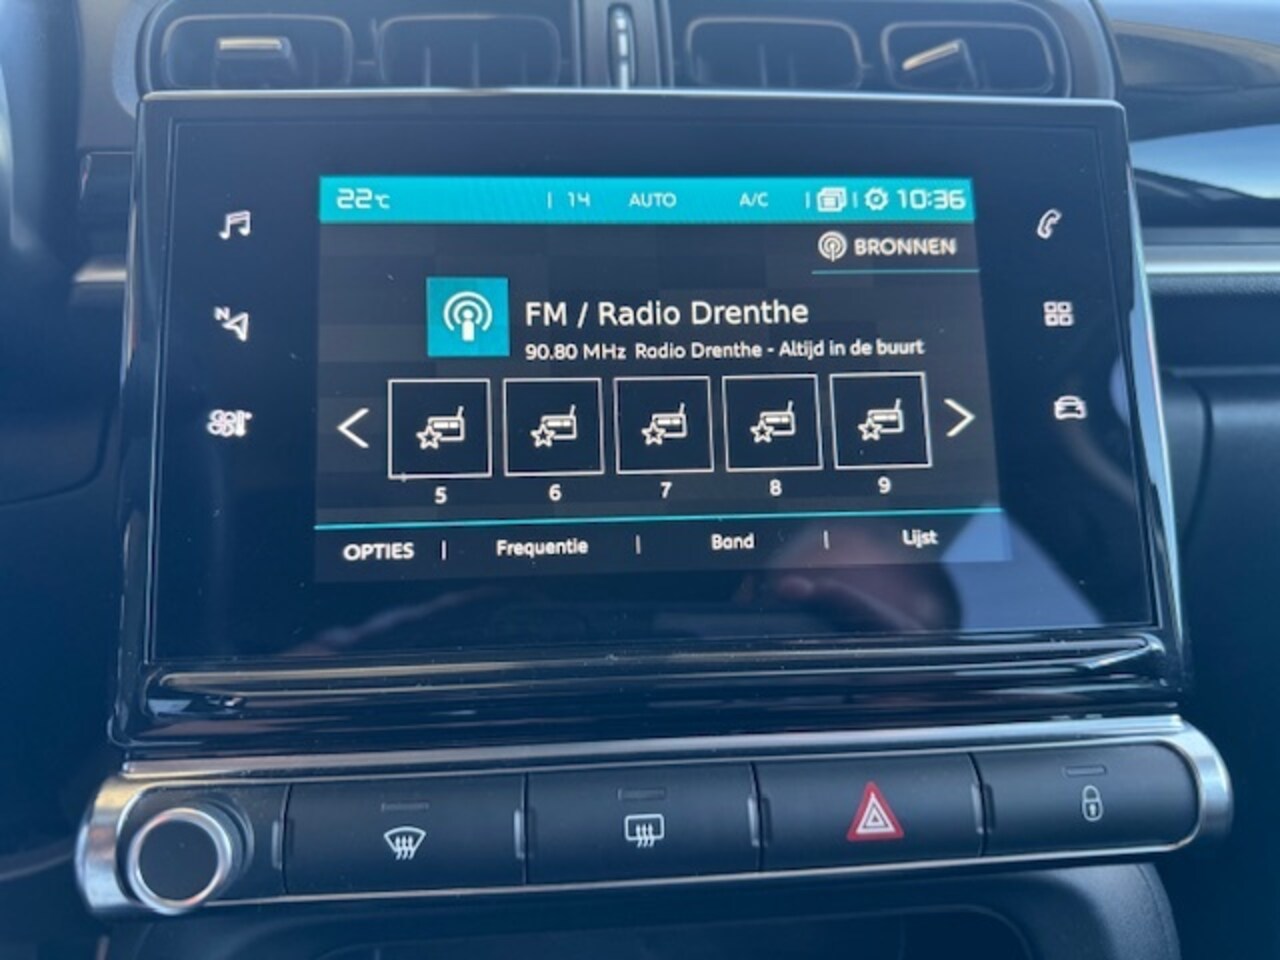 22°C | 14 AUTO A/C | | 10:36
BRONNEN
FM / Radio Drenthe
90.80 MHz Radio Drenthe - Altijd in de buurt
N
5 6 7 8 9
OPTIES | Frequentie | Band | Lijst